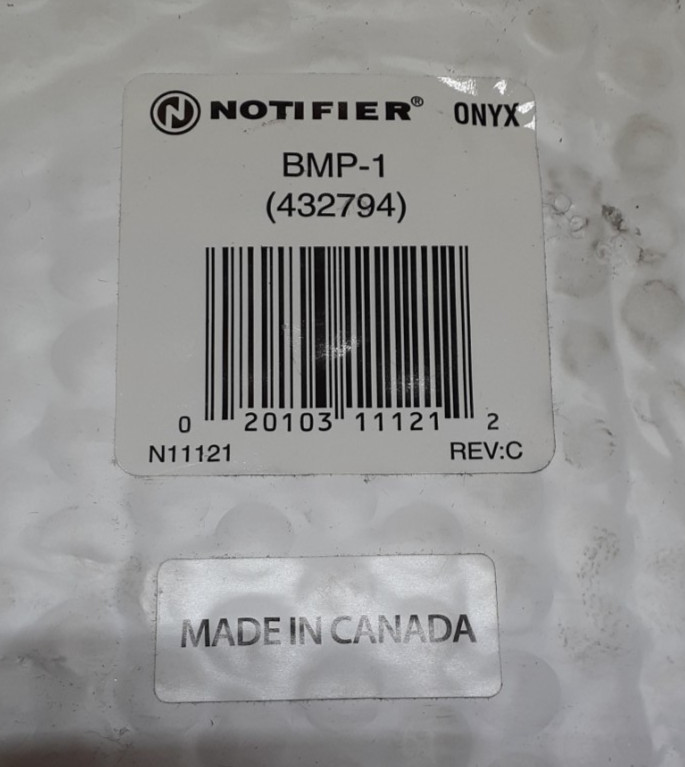 NOTIFIER® ONYX
BMP-1
(432794)
0 20103 11121 2
N11121 REV:C
MADE IN CANADA